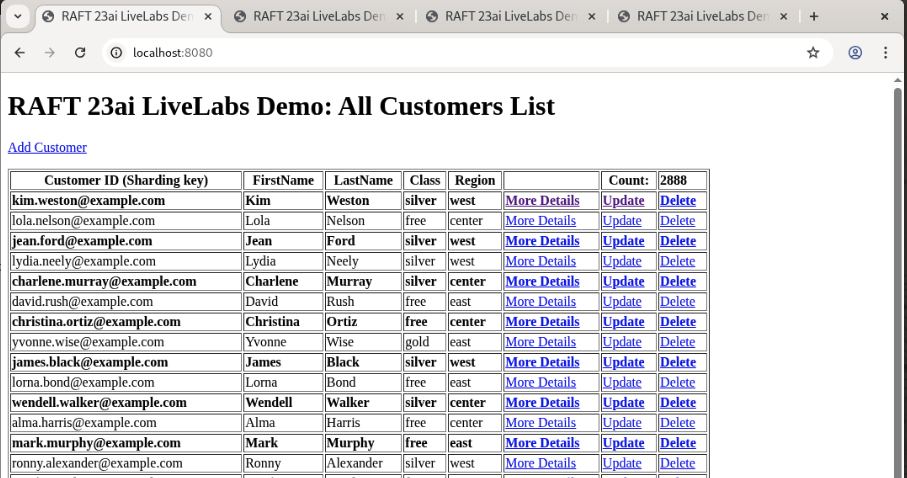 RAFT 23ai LiveLabs Den RAFT 23ai LiveLabs Den RAFT 23ai LiveLabs Dem RAFT 23ai LiveLabs Dem
localhost:8080
RAFT 23ai LiveLabs Demo: All Customers List
Add Customer
Customer ID (Sharding key) FirstName LastName Class Region Count: 2888
kim.weston@example.com Kim Weston silver west More Details Update Delete
lola.nelson@example.com Lola Nelson free center More Details Update Delete
jean.ford@example.com Jean Ford silver west More Details Update Delete
lydia.neely@example.com Lydia Neely silver west More Details Update Delete
charlene.murray@example.com Charlene Murray silver center More Details Update Delete
david.rush@example.com David Rush free east More Details Update Delete
christina.ortiz@example.com Christina Ortiz free center More Details Update Delete
yvonne.wise@example.com Yvonne Wise gold east More Details Update Delete
james.black@example.com James Black silver west More Details Update Delete
lorna.bond@example.com Lorna Bond free east More Details Update Delete
wendell.walker@example.com Wendell Walker silver center More Details Update Delete
alma.harris@example.com Alma Harris free center More Details Update Delete
mark.murphy@example.com Mark Murphy free east More Details Update Delete
ronny.alexander@example.com Ronny Alexander silver west More Details Update Delete